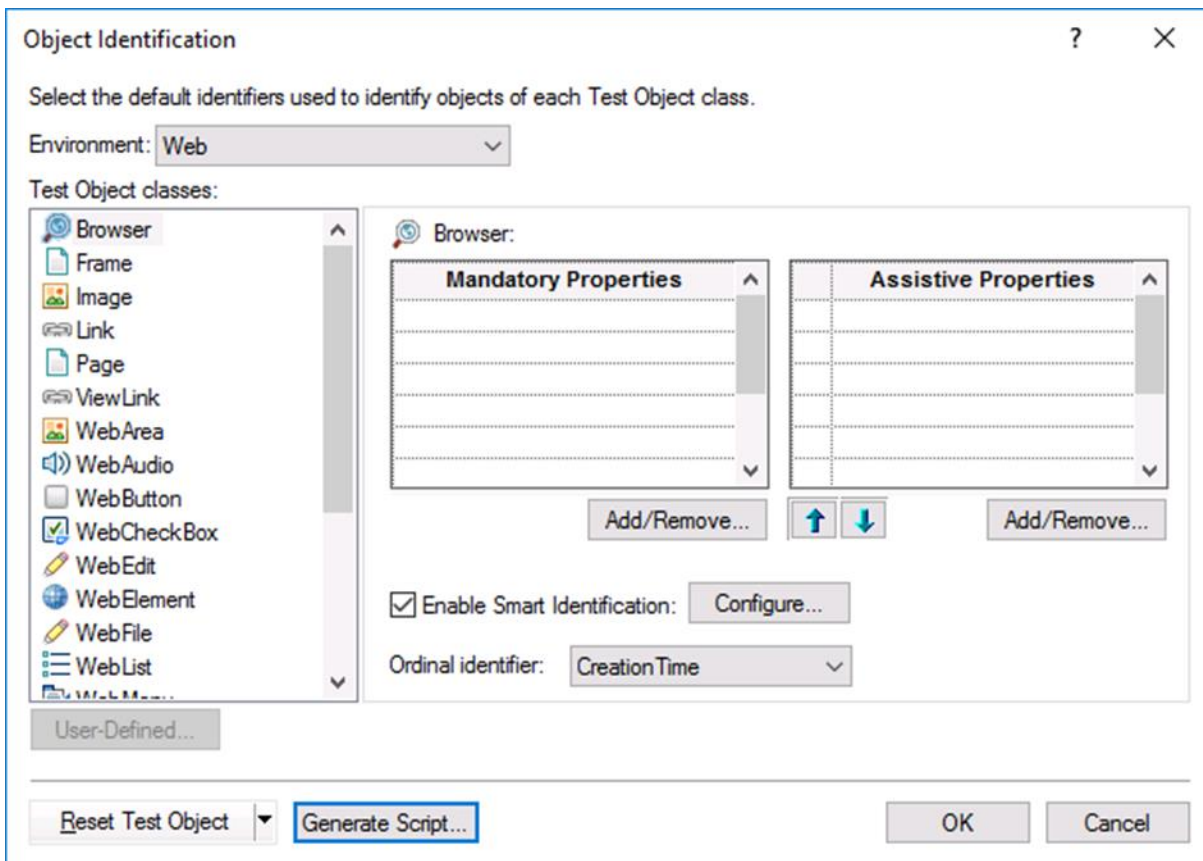 Object Identification
?
Select the default identifiers used to identify objects of each Test Object class.
Environment: Web
Test Object classes:
Browser
Frame
Image
Link
Page
ViewLink
WebArea
WebAudio
WebButton
WebCheckBox
WebEdit
WebElement
WebFile
WebList
Browser:
Mandatory Properties
Assistive Properties
Add/Remove...
Add/Remove...
Enable Smart Identification: Configure...
Ordinal identifier: CreationTime
User-Defined...
Reset Test Object Generate Script... OK Cancel